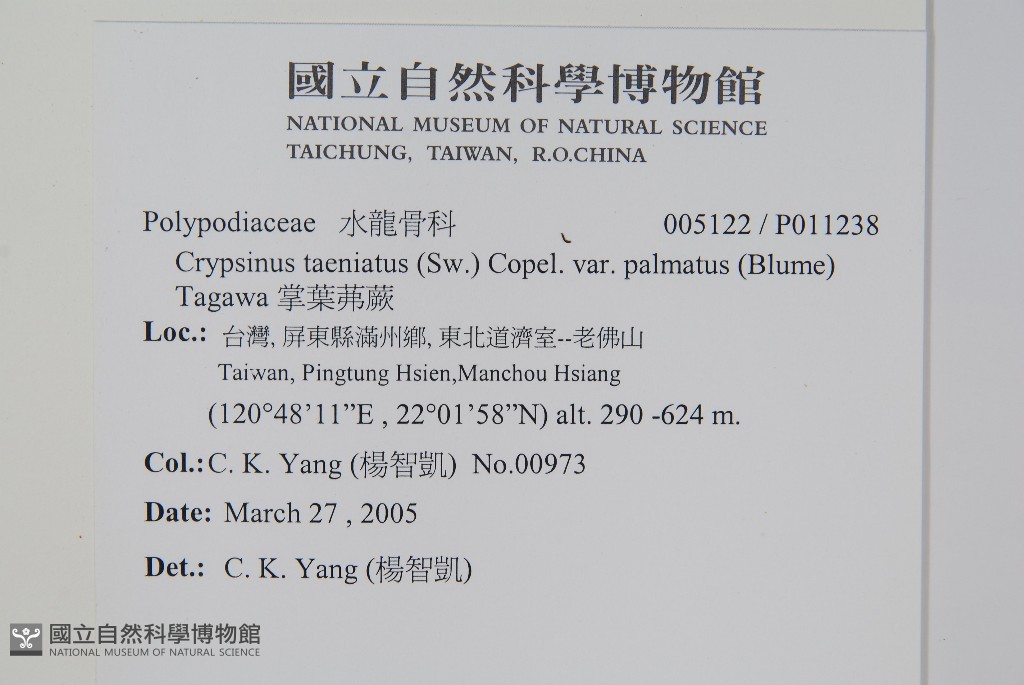 國立自然科學博物館
NATIONAL MUSEUM OF NATURAL SCIENCE
TAICHUNG, TAIWAN, R.O.CHINA
Polypodiaceae 水龍骨科 005122 / P011238
Crypsinus taeniatus (Sw.) Copel. var. palmatus (Blume)
Tagawa 掌葉茀蕨
Loc.: 台灣, 屏東縣滿州鄉, 東北道濟室--老佛山
Taiwan, Pingtung Hsien,Manchou Hsiang
(120°48’11”E , 22°01’58”N) alt. 290 -624 m.
Col.: C. K. Yang (楊智凱) No.00973
Date: March 27 , 2005
Det.: C. K. Yang (楊智凱)
國立自然科學博物館
NATIONAL MUSEUM OF NATURAL SCIENCE